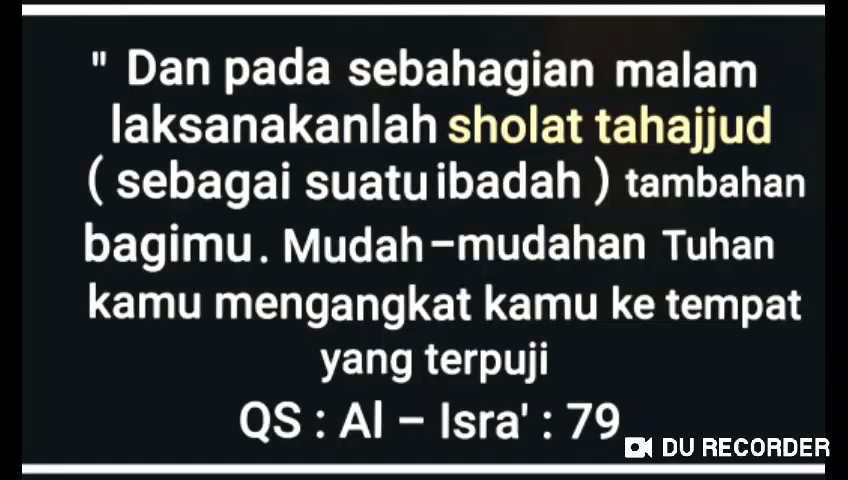 " Dan pada sebahagian malam
laksanakanlah sholat tahajjud
( sebagai suatu ibadah ) tambahan
bagimu. Mudah-mudahan Tuhan
kamu mengangkat kamu ke tempat
yang terpuji
QS : Al - Isra' : 79
DU RECORDER